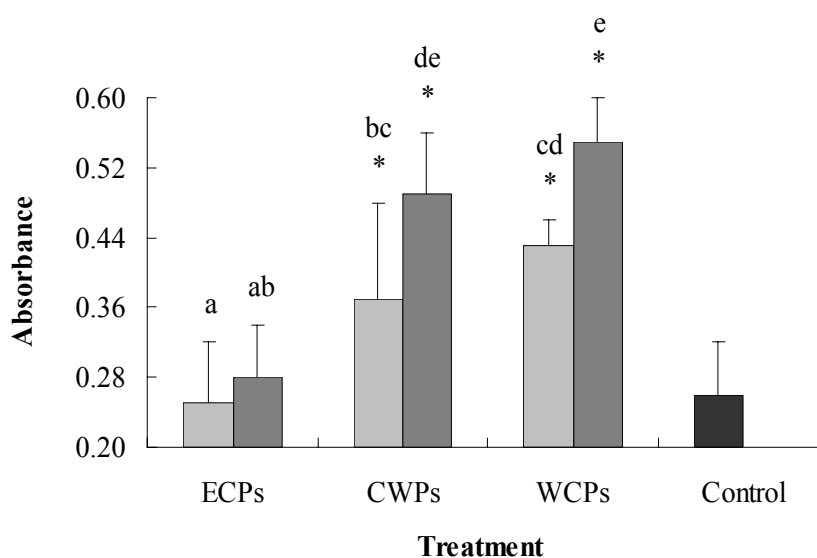 e
de
*
*
0.60
bc
cd
0.52
*
*
0.44
Absorbance
0.36
a
ab
0.28
0.20
ECPs CWPs WCPs Control
Treatment